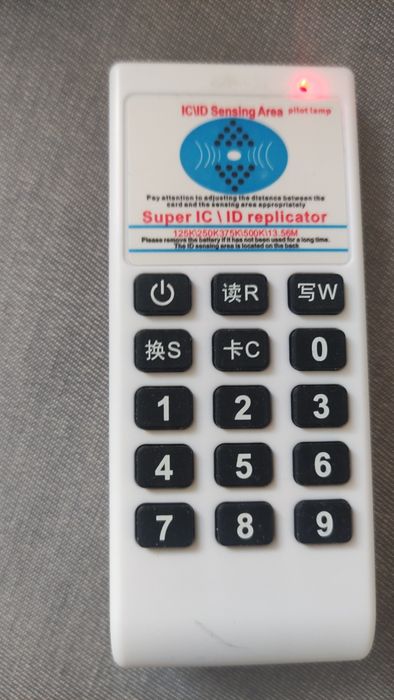 IC\ID Sensing Area pilot lamp
Pay attention to adjusting the distance between the
card and the sensing area appropriately
Super IC \ ID replicator
125K\250K375K\500K\13.56M
Please remove the battery if it has not been used for a long time.
The ID sensing area is located on the back
读R 写W
换S 卡C 0
1 2 3
4 5 6
7 8 9